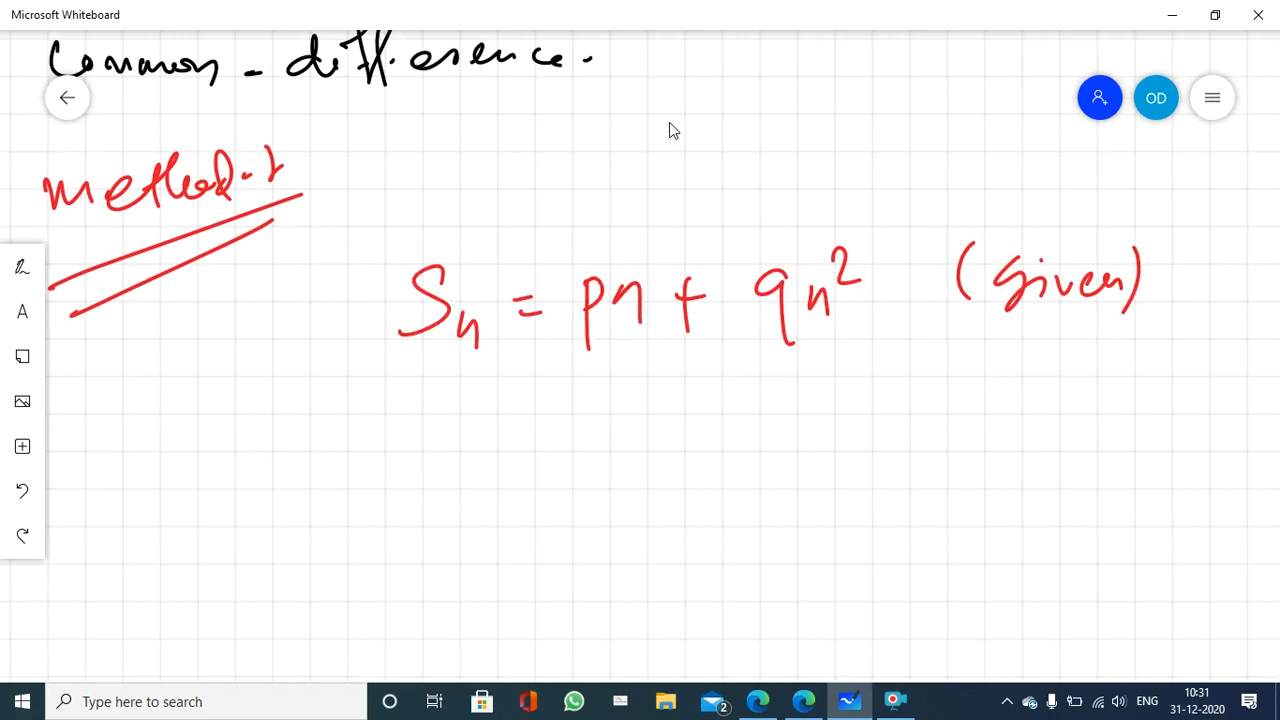 Microsoft Whiteboard
Common - difference.
OD
Method-1
Sn = pn + qn² (given)
Type here to search
2
ENG
10:31
31-12-2020